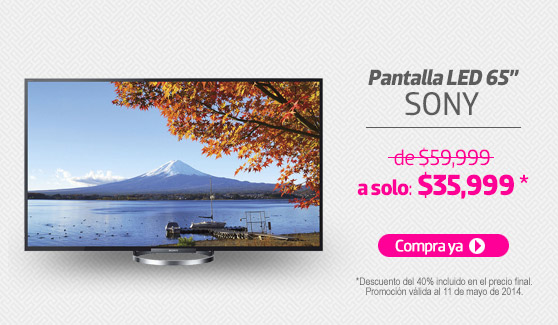 Pantalla LED 65"
SONY
de $59,999
a solo: $35,999 *
Compra ya
*Descuento del 40% incluido en el precio final.
Promoción válida al 11 de mayo de 2014.